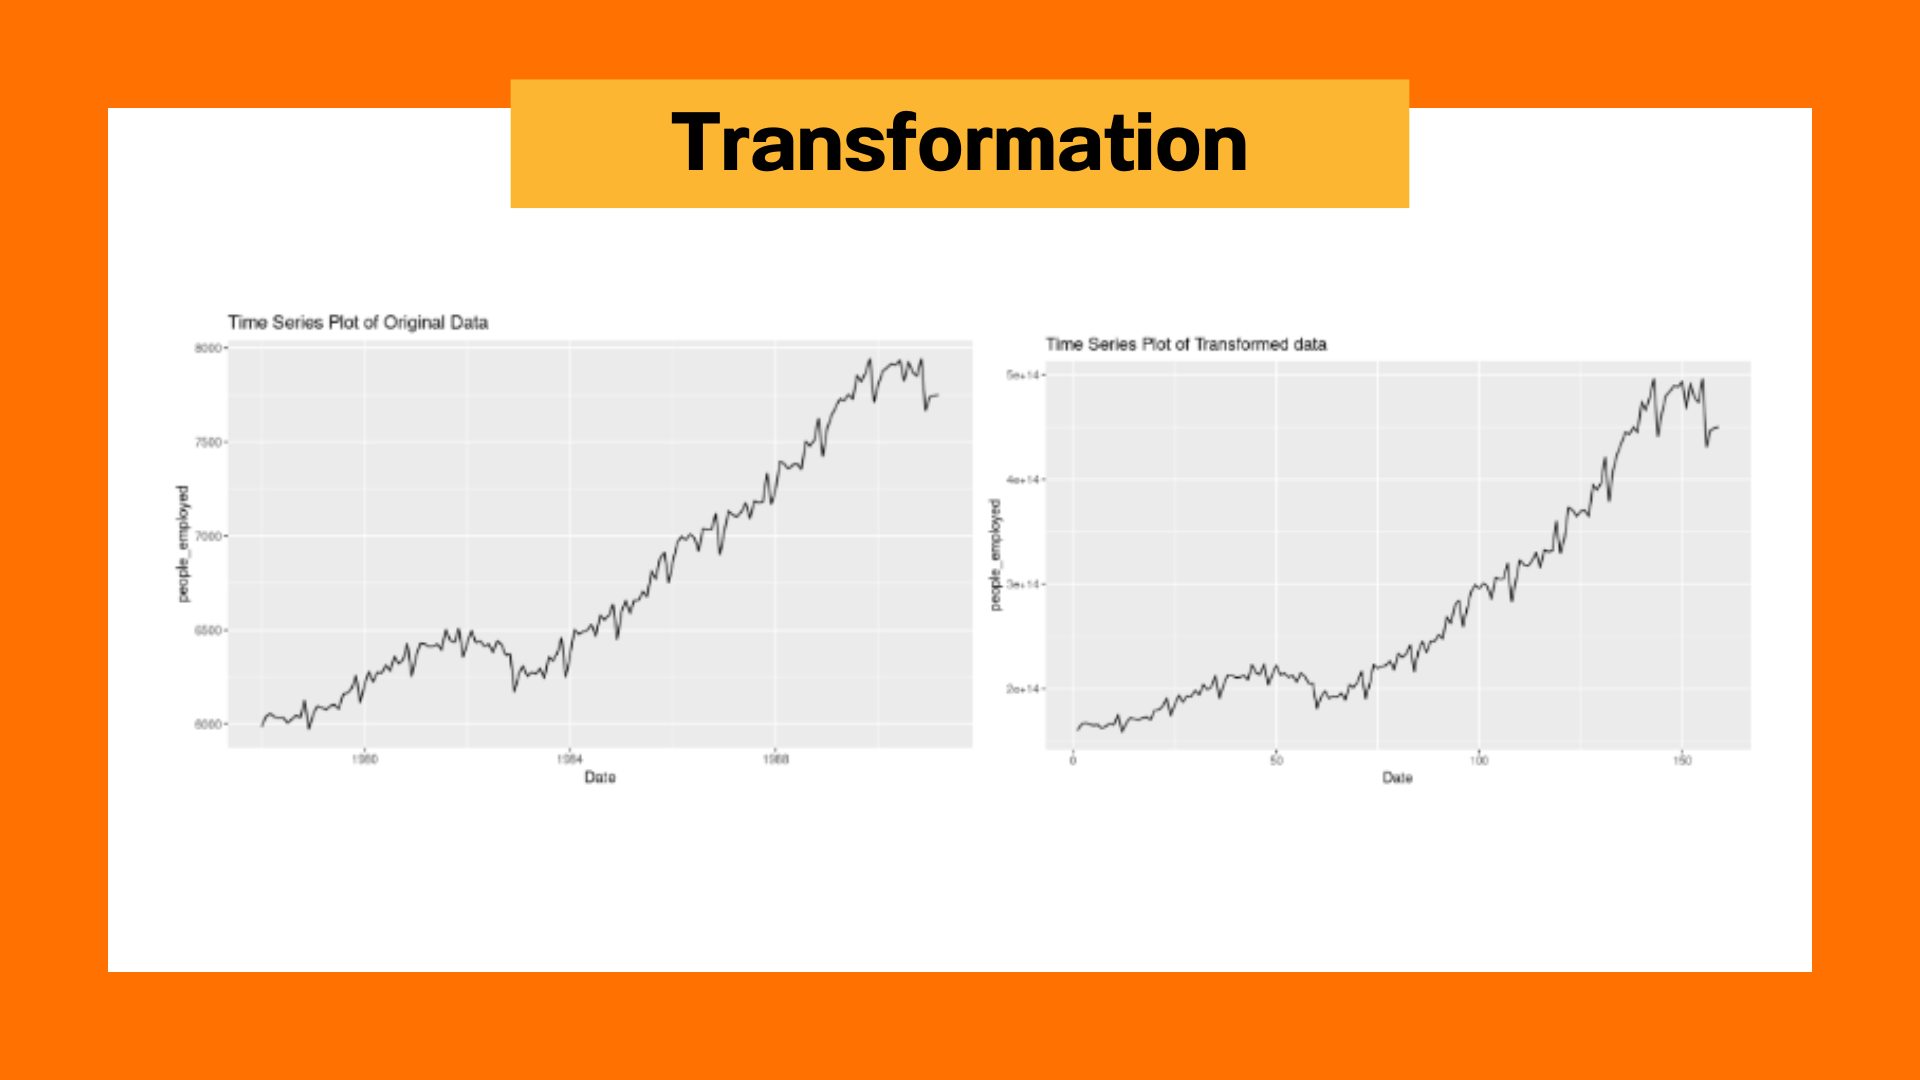 Transformation
Time Series Plot of Original Data
8000
7500
7000
6500
6000
people_employed
1980
1984
1988
Date
Time Series Plot of Transformed data
5e+14
4e+14
3e+14
2e+14
people_employed
0
50
100
150
Date